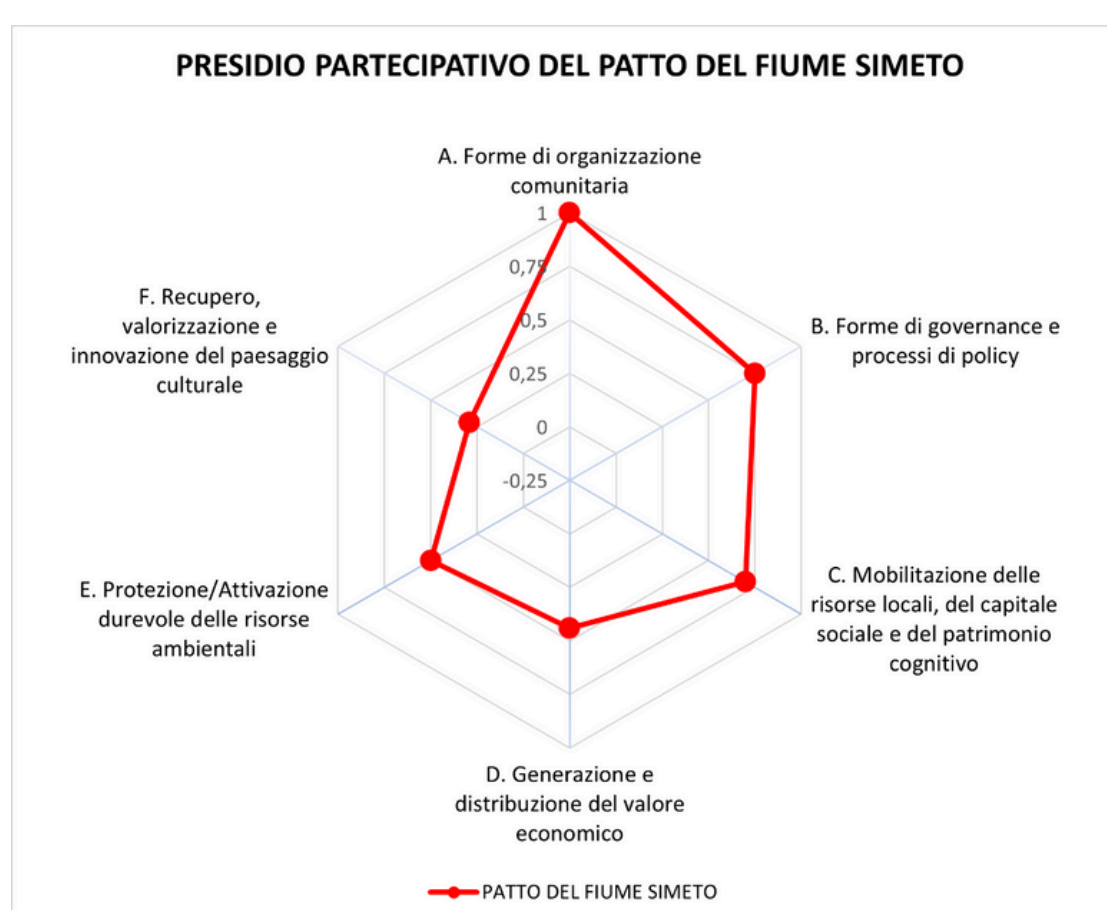 PRESIDIO PARTECIPATIVO DEL PATTO DEL FIUME SIMETO
A. Forme di organizzazione
comunitaria
1
0,75
0,5
0,25
0
-0,25
B. Forme di governance e
processi di policy
C. Mobilitazione delle
risorse locali, del capitale
sociale e del patrimonio
cognitivo
D. Generazione e
distribuzione del valore
economico
E. Protezione/Attivazione
durevole delle risorse
ambientali
F. Recupero,
valorizzazione e
innovazione del paesaggio
culturale
PATTO DEL FIUME SIMETO